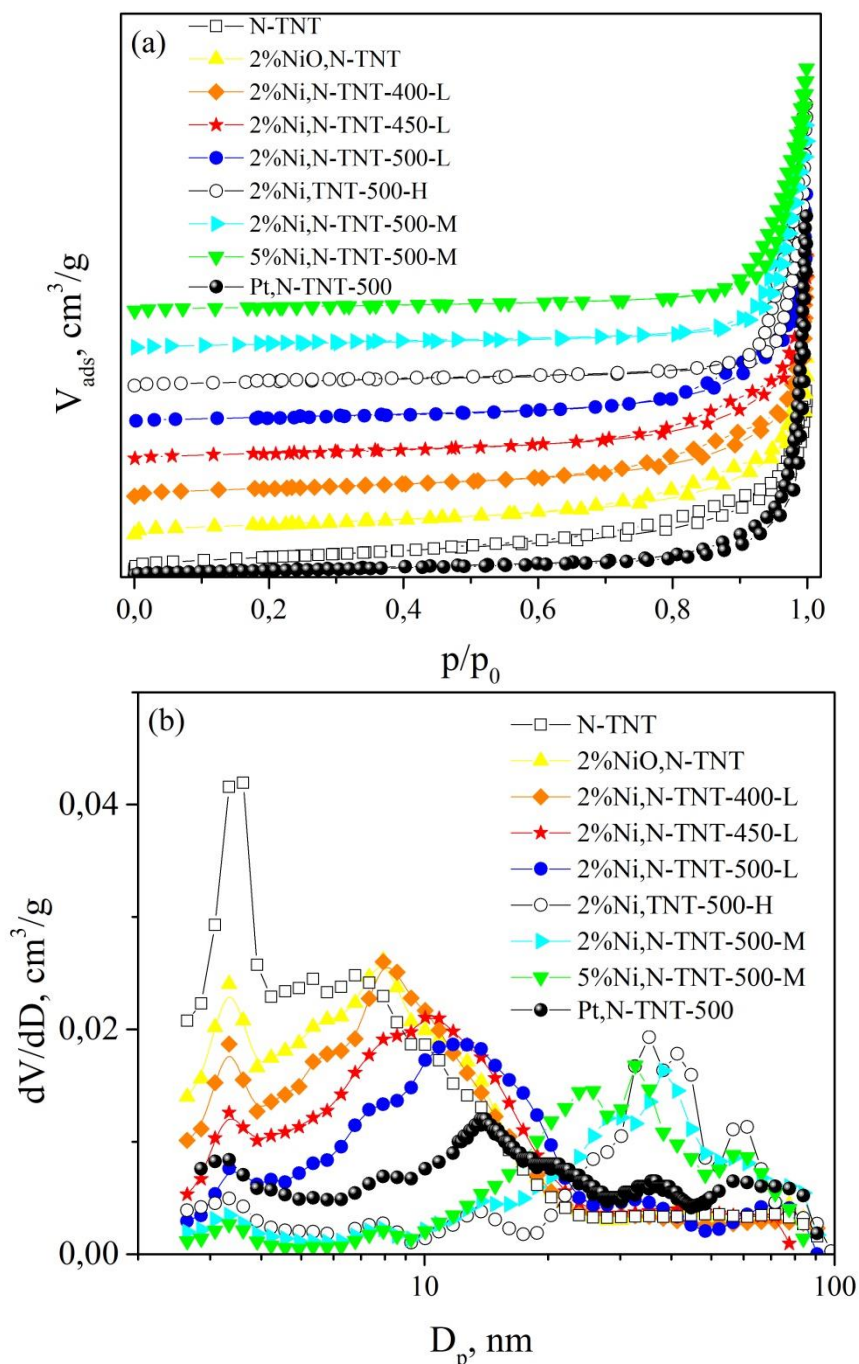 (a)
N-TNT
2%NiO,N-TNT
2%Ni,N-TNT-400-L
2%Ni,N-TNT-450-L
2%Ni,N-TNT-500-L
2%Ni,TNT-500-H
2%Ni,N-TNT-500-M
5%Ni,N-TNT-500-M
Pt,N-TNT-500
V_ads, cm³/g
0,0 0,2 0,4 0,6 0,8 1,0
p/p₀
(b)
N-TNT
2%NiO,N-TNT
2%Ni,N-TNT-400-L
2%Ni,N-TNT-450-L
2%Ni,N-TNT-500-L
2%Ni,TNT-500-H
2%Ni,N-TNT-500-M
5%Ni,N-TNT-500-M
Pt,N-TNT-500
dV/dD, cm³/g
0,04
0,02
0,00
10 100
D_p, nm